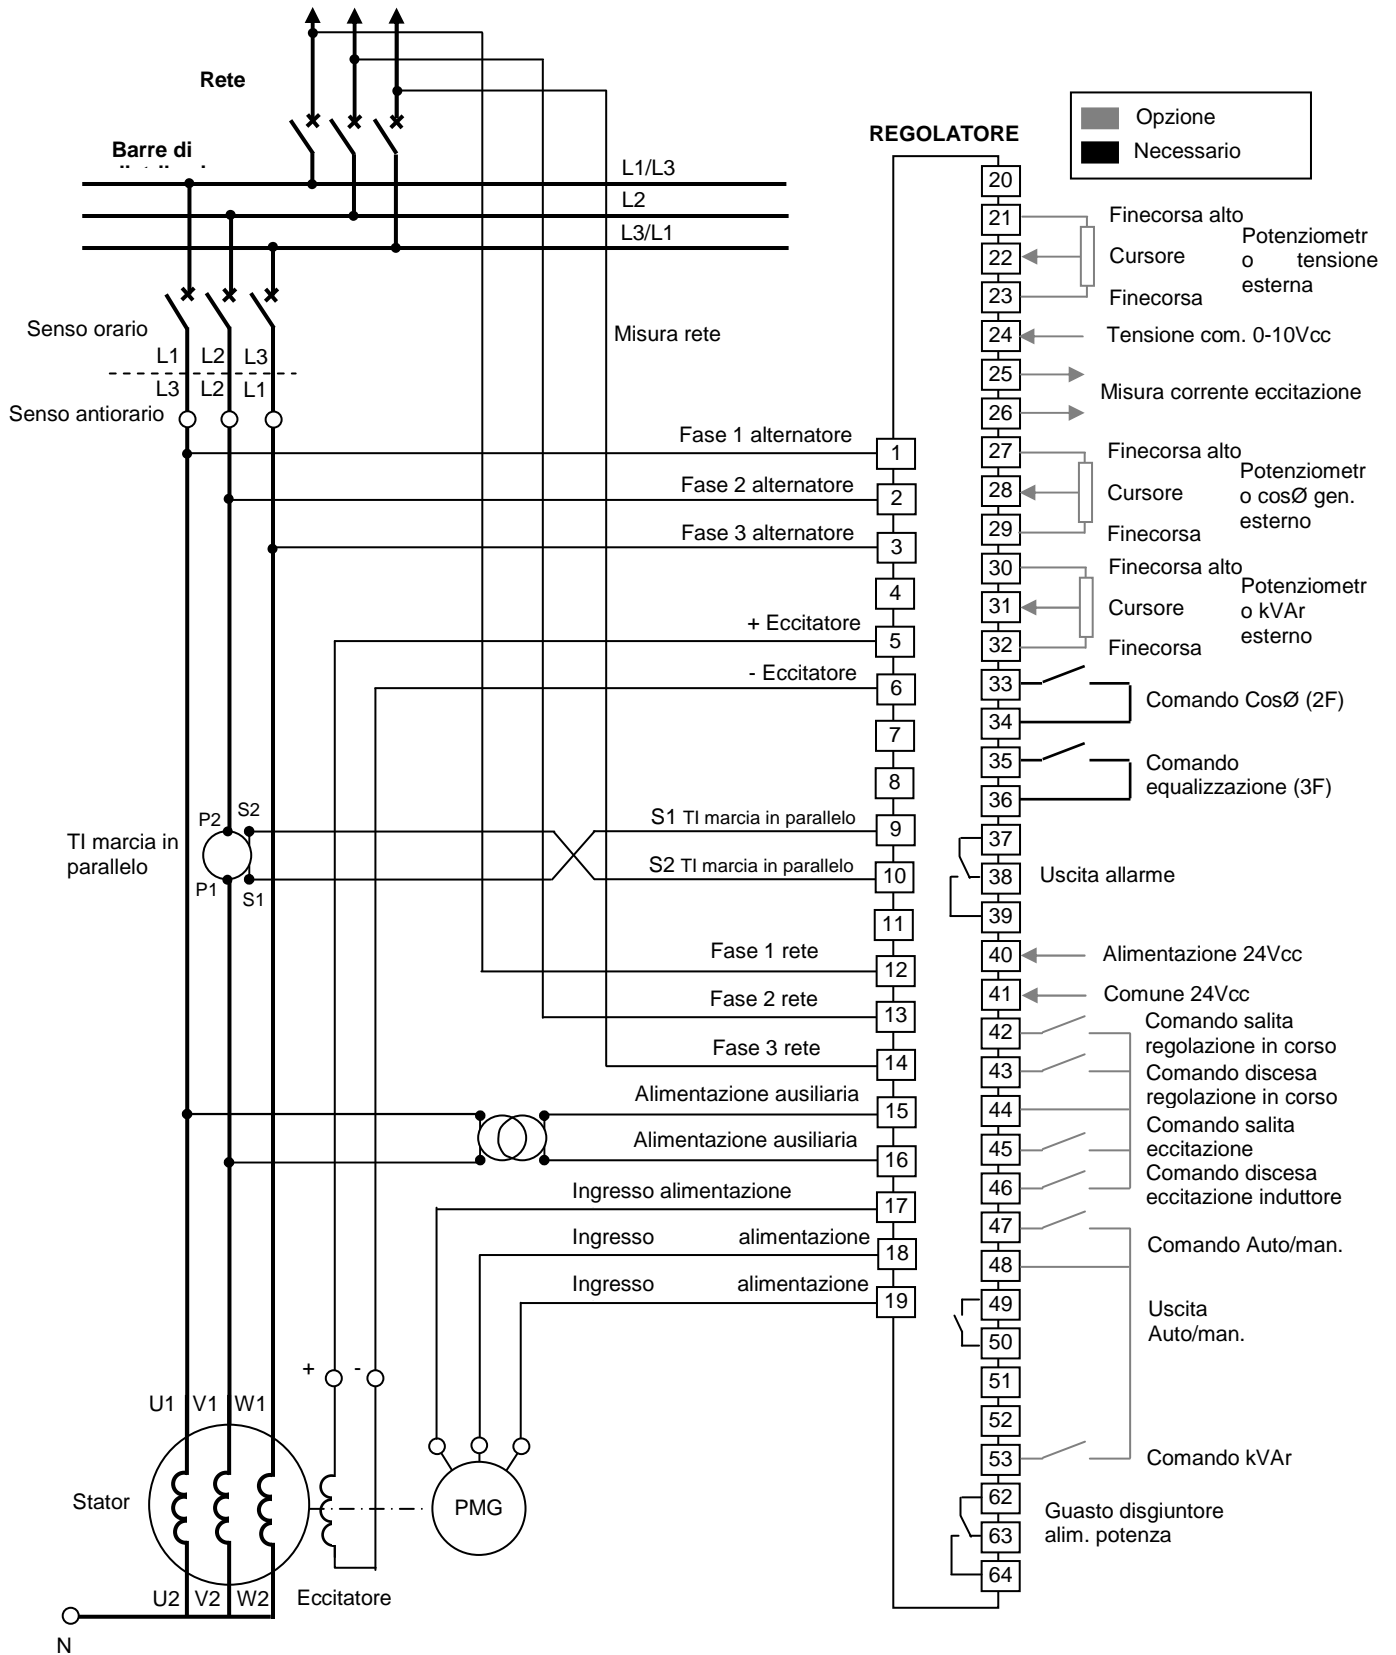 Rete
Barre di
L1/L3
L2
L3/L1
Senso orario
L1 L2 L3
L3 L2 L1
Senso antiorario
Misura rete
Fase 1 alternatore
Fase 2 alternatore
Fase 3 alternatore
+ Eccitatore
- Eccitatore
P2 S2
TI marcia in
parallelo
P1 S1
S1 TI marcia in parallelo
S2 TI marcia in parallelo
Fase 1 rete
Fase 2 rete
Fase 3 rete
Alimentazione ausiliaria
Alimentazione ausiliaria
Ingresso alimentazione
Ingresso alimentazione
Ingresso alimentazione
+ -
U1 V1 W1
Stator
PMG
U2 V2 W2
Eccitatore
N
REGOLATORE
1
2
3
4
5
6
7
8
9
10
11
12
13
14
15
16
17
18
19
Opzione
Necessario
20
21 Finecorsa alto
22 Cursore
23 Finecorsa
Potenziometr
o tensione
esterna
24 Tensione com. 0-10Vcc
25
26
Misura corrente eccitazione
27 Finecorsa alto
28 Cursore
29 Finecorsa
Potenziometr
o cosØ gen.
esterno
30 Finecorsa alto
31 Cursore
32 Finecorsa
Potenziometr
o kVAr
esterno
33
34
Comando CosØ (2F)
35
36
Comando
equalizzazione (3F)
37
38 Uscita allarme
39
40 Alimentazione 24Vcc
41 Comune 24Vcc
42
Comando salita
regolazione in corso
43
Comando discesa
regolazione in corso
44
45
Comando salita
eccitazione
46
Comando discesa
eccitazione induttore
47
Comando Auto/man.
48
49
50
Uscita
Auto/man.
51
52
53 Comando kVAr
62
63
64
Guasto disgiuntore
alim. potenza